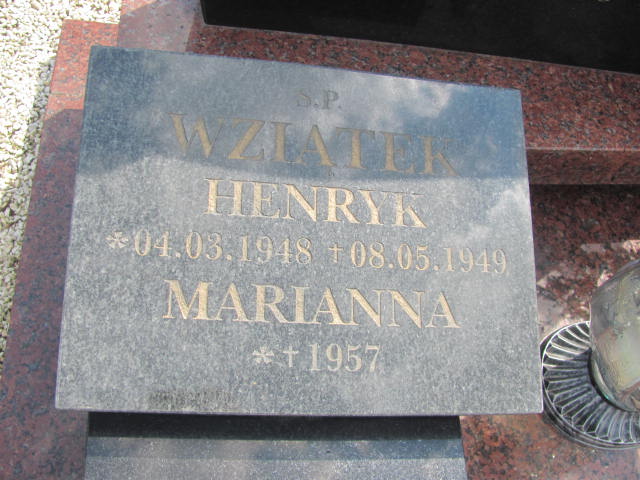 S.P.
WZIĄTEK
HENRYK
*04.03.1948 †08.05.1949
MARIANNA
*† 1957